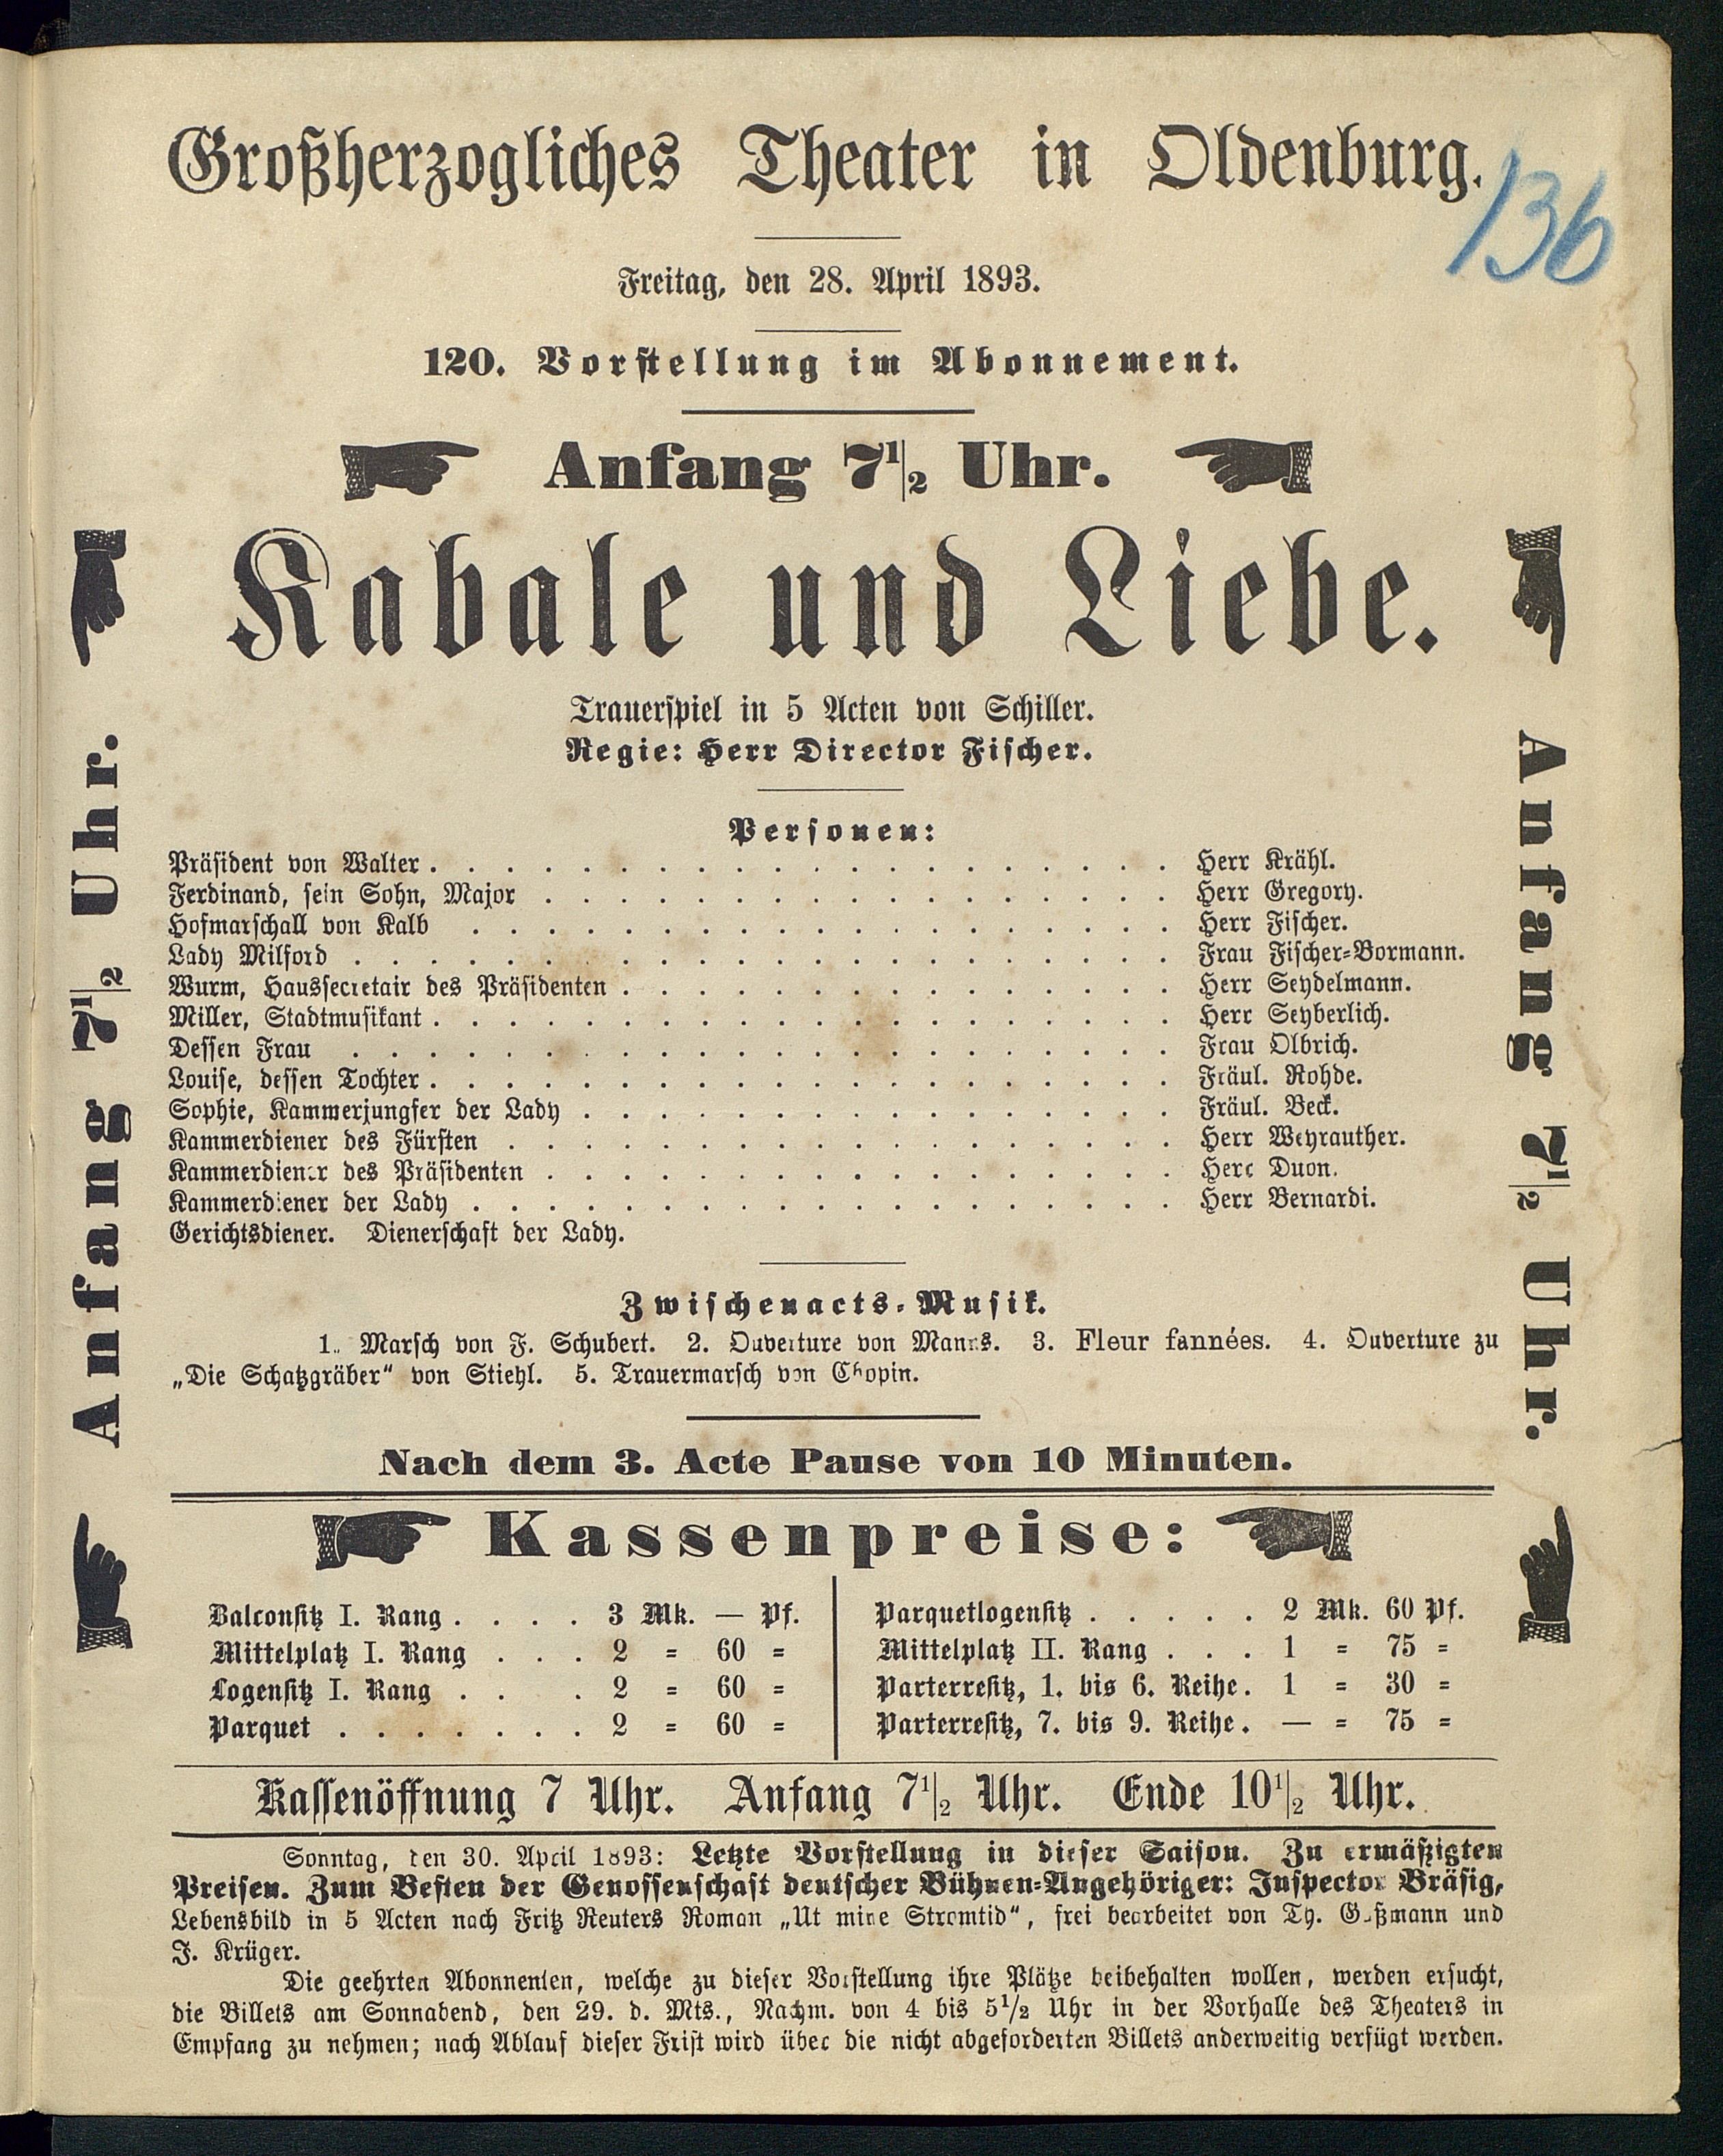 Großherzogliches Theater in Oldenburg.
136
Freitag, den 28. April 1893.
120. Vorstellung im Abonnement.
Anfang 7 1/2 Uhr.
Kabale und Liebe.
Trauerspiel in 5 Acten von Schiller.
Regie: Herr Director Fischer.
Anfang 7 1/2 Uhr.
Anfang 7 1/2 Uhr.
Personen:
Präsident von Walter . . . . . Herr Krähl.
Ferdinand, sein Sohn, Major . . . . . Herr Gregory.
Hofmarschall von Kalb . . . . . Herr Fischer.
Lady Milford . . . . . Frau Fischer=Bormann.
Wurm, Haussecretair des Präsidenten . . . . . Herr Seydelmann.
Miller, Stadtmusikant . . . . . Herr Seyberlich.
Dessen Frau . . . . . Frau Olbrich.
Louise, dessen Tochter . . . . . Fräul. Rohde.
Sophie, Kammerjungfer der Lady . . . . . Fräul. Beck.
Kammerdiener des Fürsten . . . . . Herr Weyrauther.
Kammerdiener des Präsidenten . . . . . Herr Duon.
Kammerdiener der Lady . . . . . Herr Bernardi.
Gerichtsdiener. Dienerschaft der Lady.
Zwischenacts=Musik.
1. Marsch von F. Schubert. 2. Ouverture von Manns. 3. Fleur fannées. 4. Ouverture zu
„Die Schatzgräber“ von Stiehl. 5. Trauermarsch von Chopin.
Nach dem 3. Acte Pause von 10 Minuten.
Kassenpreise:
Balconsitz I. Rang . . . . 3 Mk. — Pf.
Mittelplatz I. Rang . . . 2 = 60 =
Logensitz I. Rang . . . 2 = 60 =
Parquet . . . . . . . 2 = 60 =
Parquetlogensitz . . . . . 2 Mk. 60 Pf.
Mittelplatz II. Rang . . . 1 = 75 =
Parterresitz, 1. bis 6. Reihe . 1 = 30 =
Parterresitz, 7. bis 9. Reihe . — = 75 =
Kassenöffnung 7 Uhr. Anfang 7 1/2 Uhr. Ende 10 1/2 Uhr.
Sonntag, den 30. April 1893: Letzte Vorstellung in dieser Saison. Zu ermäßigten
Preisen. Zum Besten der Genossenschaft deutscher Bühnen=Angehöriger: Inspector Bräsig,
Lebensbild in 5 Acten nach Fritz Reuters Roman „Ut mine Stromtid“, frei bearbeitet von Th. Gaßmann und
J. Krüger.
Die geehrten Abonnenten, welche zu dieser Vorstellung ihre Plätze beibehalten wollen, werden ersucht,
die Billets am Sonnabend, den 29. d. Mts., Nachm. von 4 bis 5 1/2 Uhr in der Vorhalle des Theaters in
Empfang zu nehmen; nach Ablauf dieser Frist wird über die nicht abgeforderten Billets anderweitig verfügt werden.